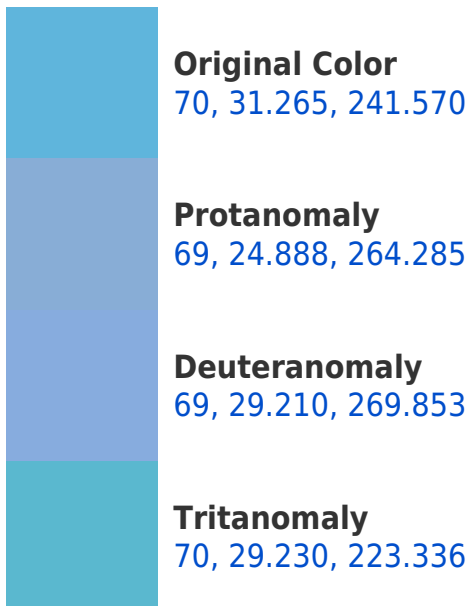 Original Color
70, 31.265, 241.570
Protanomaly
69, 24.888, 264.285
Deuteranomaly
69, 29.210, 269.853
Tritanomaly
70, 29.230, 223.336